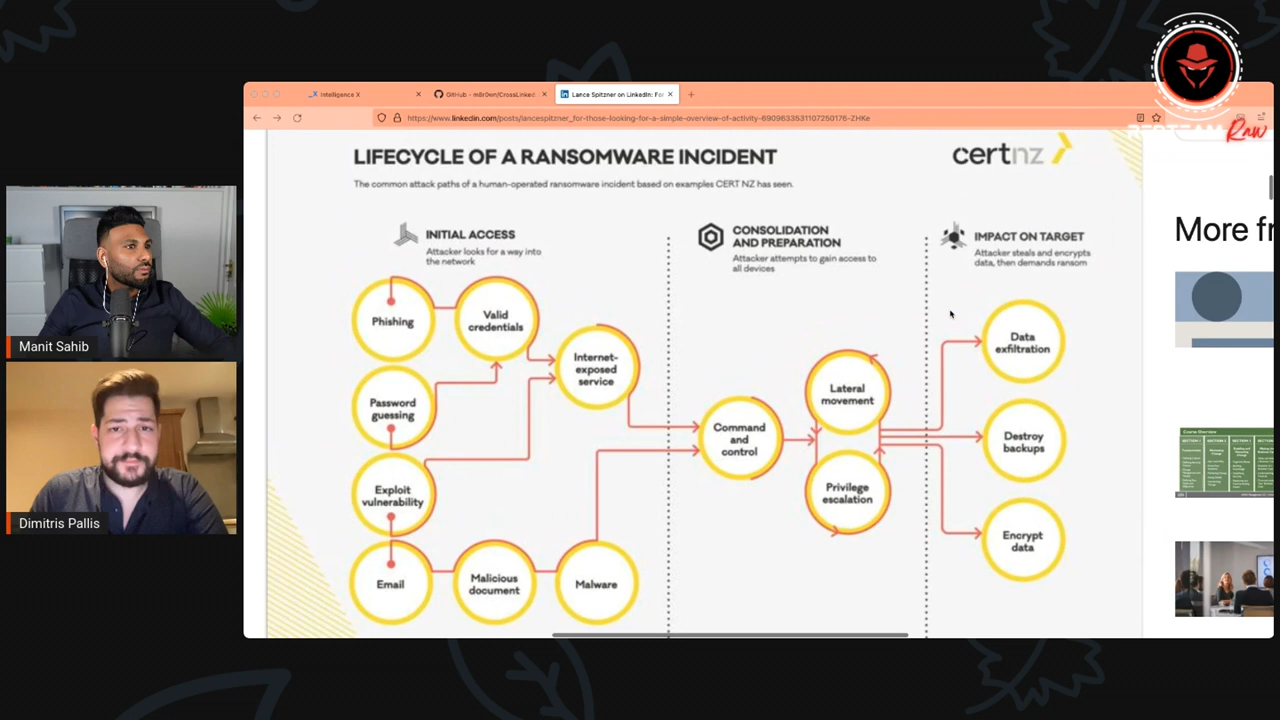 Intelligence X
GitHub - m8r0wn/CrossLinked
Lance Spitzner on LinkedIn: For
https://www.linkedin.com/posts/lancespitzner_for-those-looking-for-a-simple-overview-of-activity-6909633531107250176-ZHKe
Raw
LIFECYCLE OF A RANSOMWARE INCIDENT
certnz
The common attack paths of a human-operated ransomware incident based on examples CERT NZ has seen.
INITIAL ACCESS
Attacker looks for a way into
the network
CONSOLIDATION
AND PREPARATION
Attacker attempts to gain access to
all devices
IMPACT ON TARGET
Attacker steals and encrypts
data, then demands ransom
More fr
Phishing
Valid
credentials
Internet-
exposed
service
Password
guessing
Exploit
vulnerability
Email
Malicious
document
Malware
Command
and
control
Lateral
movement
Privilege
escalation
Data
exfiltration
Destroy
backups
Encrypt
data
Manit Sahib
Dimitris Pallis